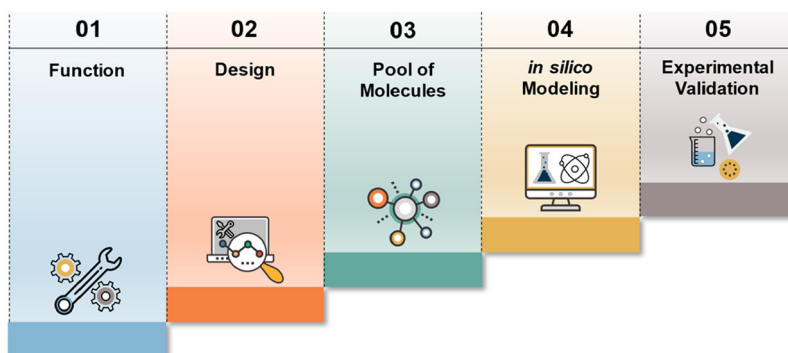 01
02
03
04
05
Function
Design
Pool of
Molecules
in silico
Modeling
Experimental
Validation